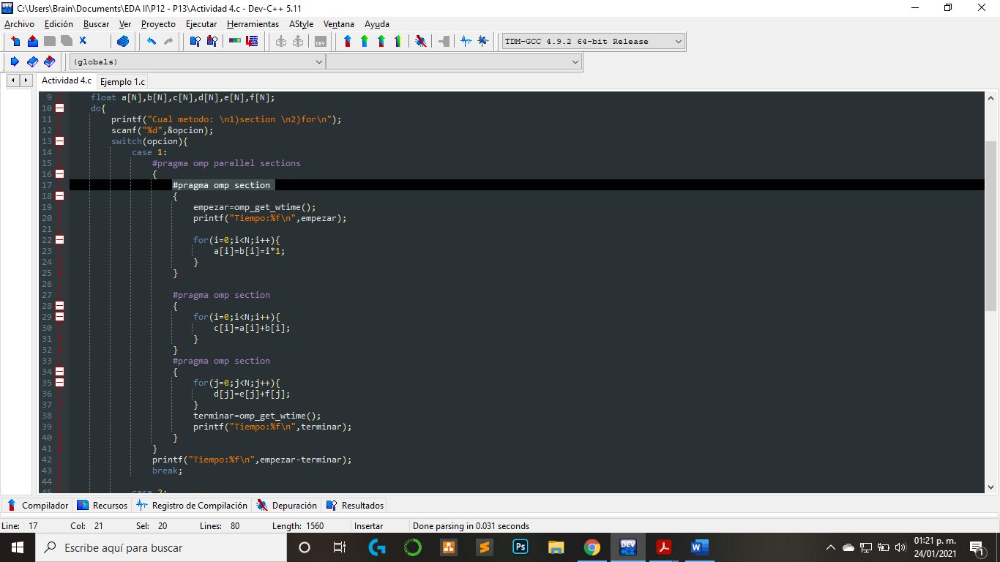 C:\Users\Brain\Documents\EDA II\P12 - P13\Actividad 4.c - Dev-C++ 5.11
Archivo Edición Buscar Ver Proyecto Ejecutar Herramientas AStyle Ventana Ayuda
TDM-GCC 4.9.2 64-bit Release
(globals)
Actividad 4.c Ejemplo 1.c
9 float a[N],b[N],c[N],d[N],e[N],f[N];
10 do{
11 printf("Cual metodo: \n1)section \n2)for\n");
12 scanf("%d",&opcion);
13 switch(opcion){
14 case 1:
15 #pragma omp parallel sections
16 {
17 #pragma omp section
18 {
19 empezar=omp_get_wtime();
20 printf("Tiempo:%f\n",empezar);
21
22 for(i=0;i<N;i++){
23 a[i]=b[i]=i*1;
24 }
25 }
26
27 #pragma omp section
28 {
29 for(i=0;i<N;i++){
30 c[i]=a[i]+b[i];
31 }
32 }
33 #pragma omp section
34 {
35 for(j=0;j<N;j++){
36 d[j]=e[j]+f[j];
37 }
38 terminar=omp_get_wtime();
39 printf("Tiempo:%f\n",terminar);
40 }
41 }
42 printf("Tiempo:%f\n",empezar-terminar);
43 break;
44
45 case 2:
Compilador Recursos Registro de Compilación Depuración Resultados
Line: 17 Col: 21 Sel: 20 Lines: 80 Length: 1560 Insertar Done parsing in 0.031 seconds
Escribe aquí para buscar
Ps
DEV
W
01:21 p. m.
24/01/2021
1